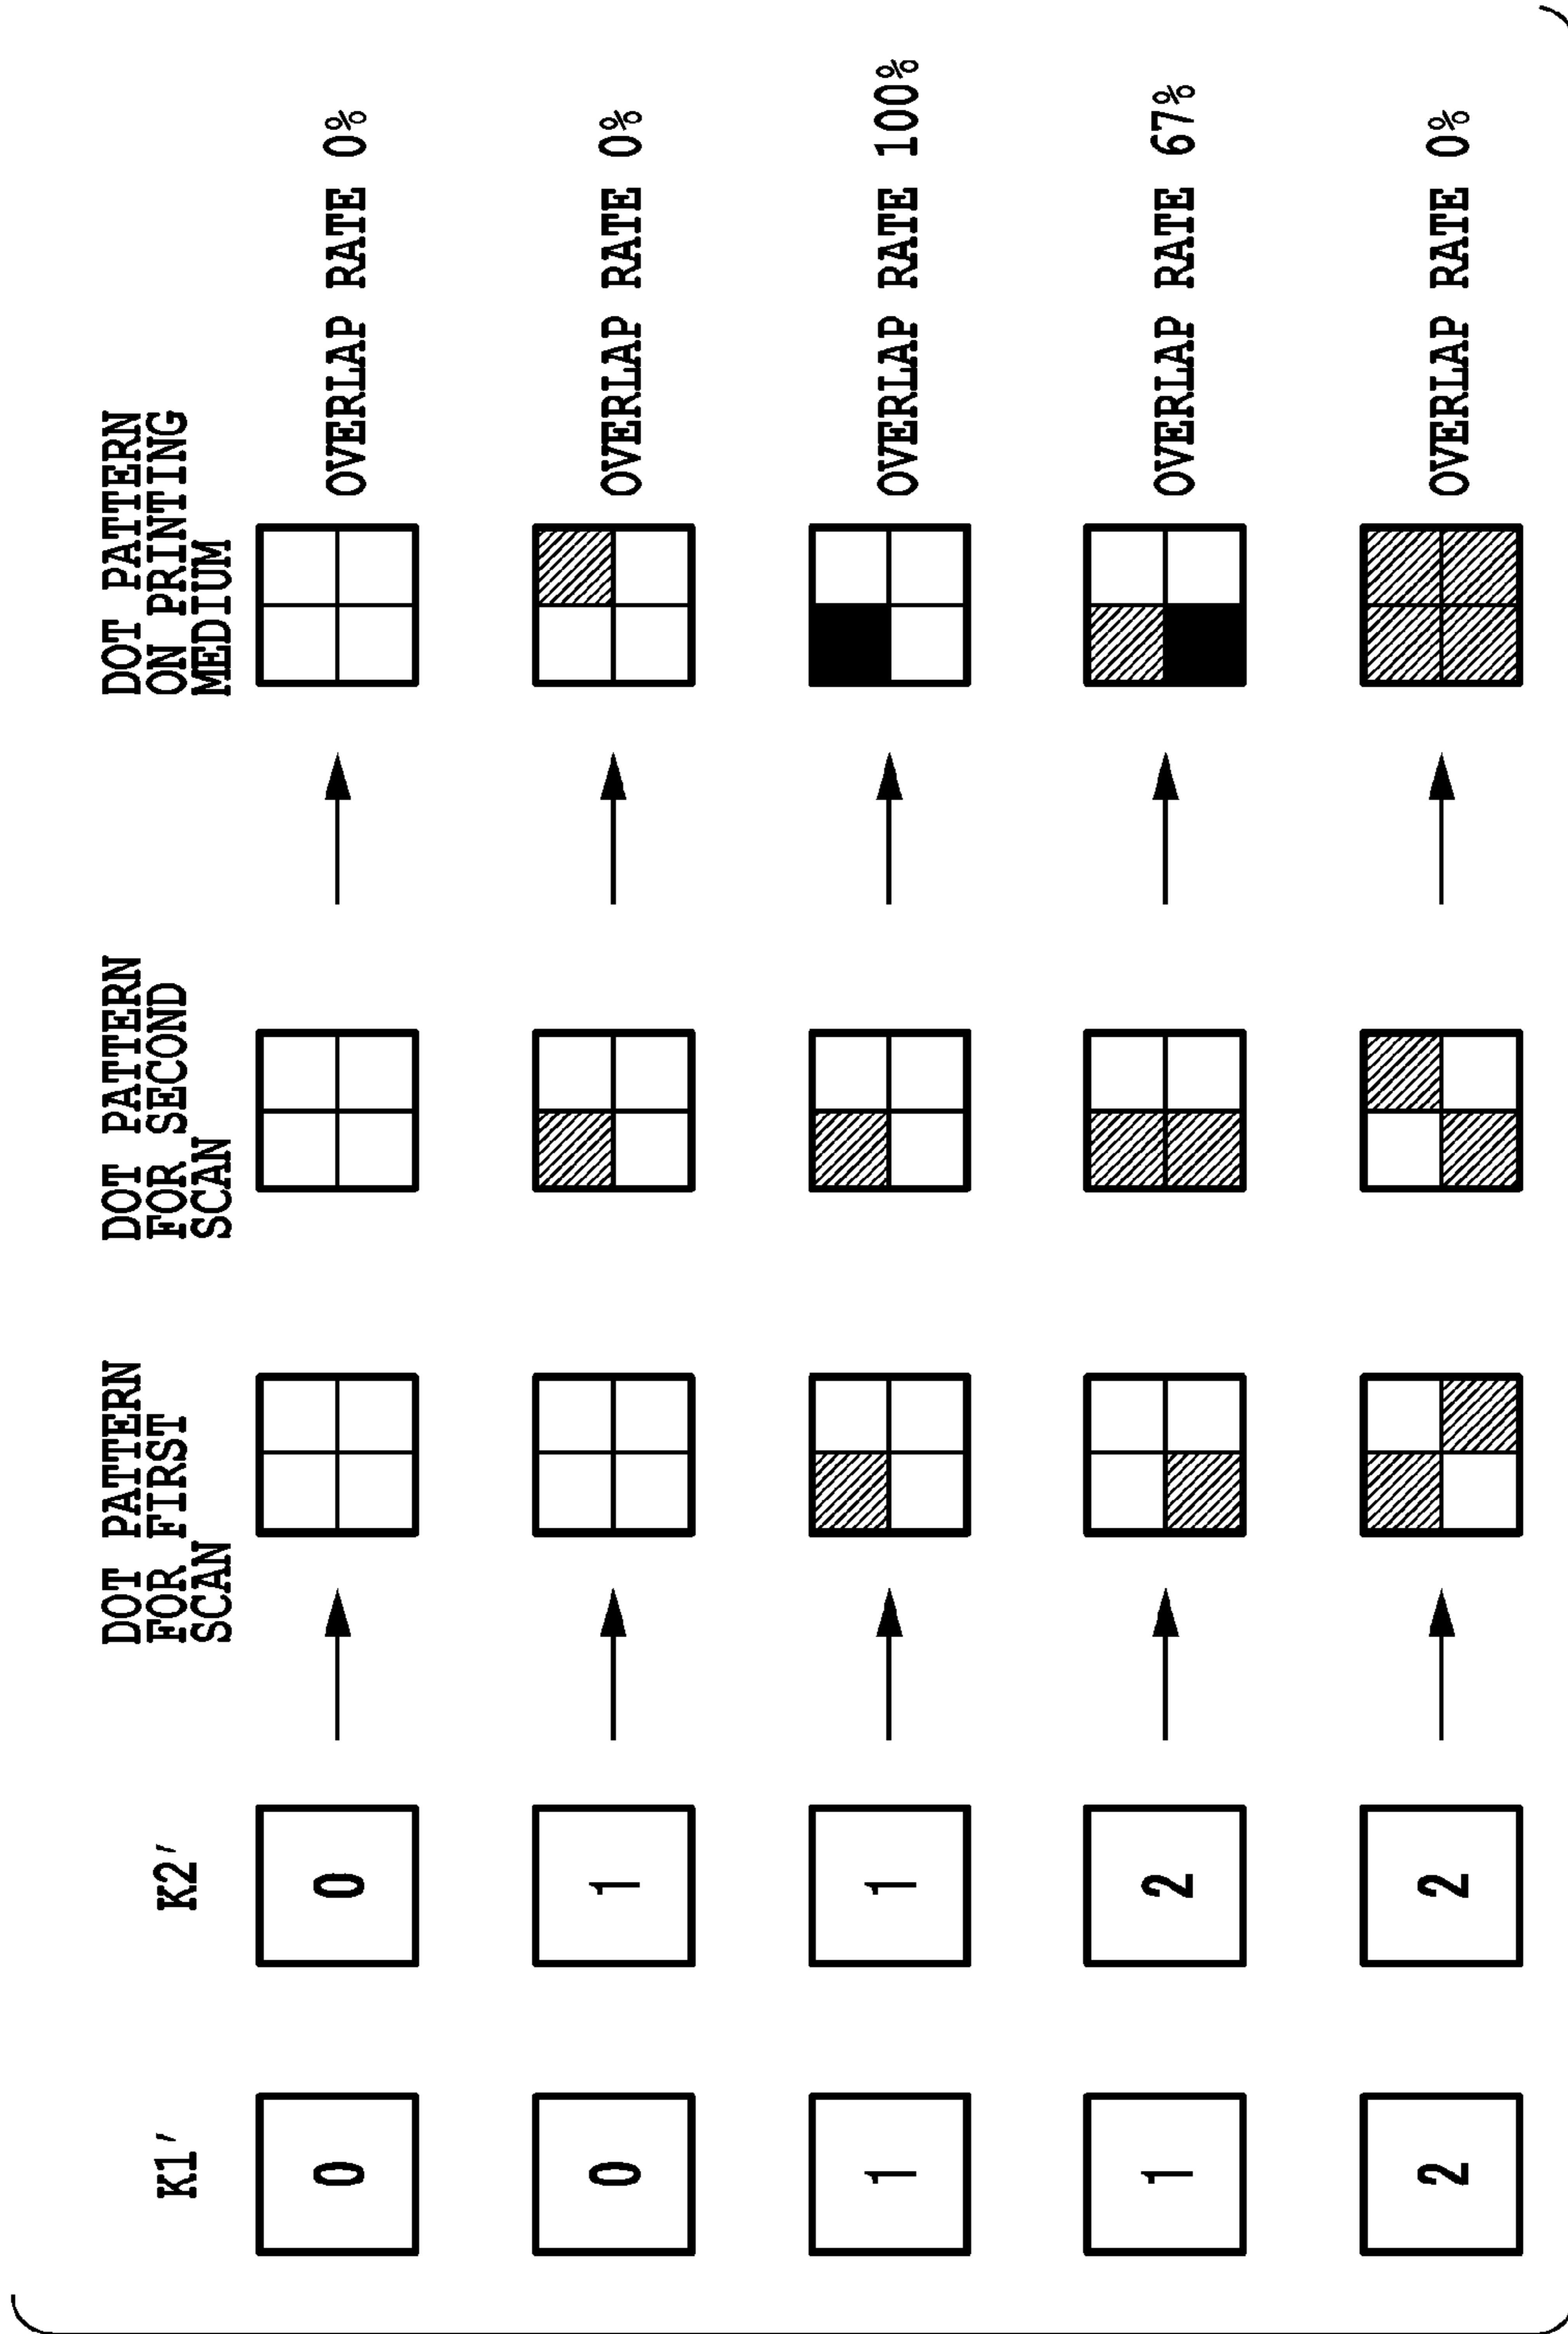 K1′
K2′
DOT PATTERN
FOR FIRST
SCAN
DOT PATTERN
FOR SECOND
SCAN
DOT PATTERN
ON PRINTING
MEDIUM
0
0
OVERLAP RATE 0%
0
1
OVERLAP RATE 0%
1
1
OVERLAP RATE 100%
1
2
OVERLAP RATE 67%
2
2
OVERLAP RATE 0%